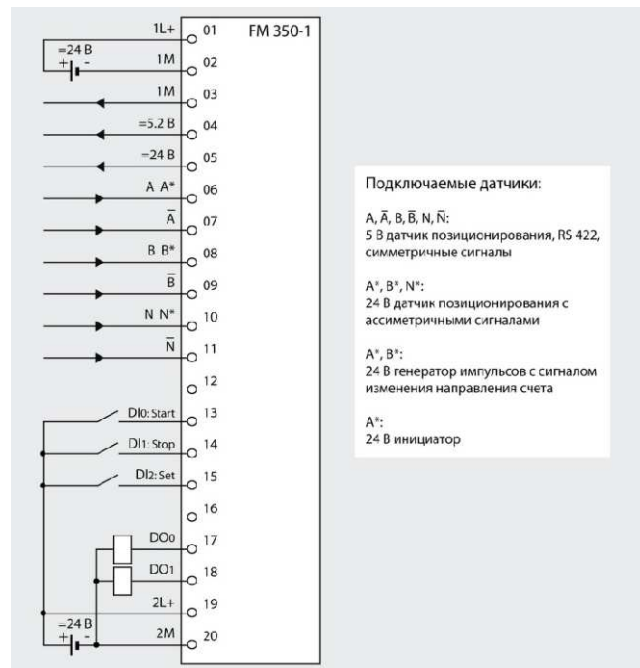 1L+ 01 FM 350-1
=24 В
+ -
1M 02
1M 03
=5.2 В 04
=24 В 05
A A* 06
A̅ 07
B B* 08
B̅ 09
N N* 10
N̅ 11
12
DI0: Start 13
DI1: Stop 14
DI2: Set 15
16
DO0 17
DO1 18
2L+ 19
=24 В
+ -
2M 20
Подключаемые датчики:
A, A̅, B, B̅, N, N̅:
5 В датчик позиционирования, RS 422,
симметричные сигналы
A*, B*, N*:
24 В датчик позиционирования с
ассиметричными сигналами
A*, B*:
24 В генератор импульсов с сигналом
изменения направления счета
A*:
24 В инициатор